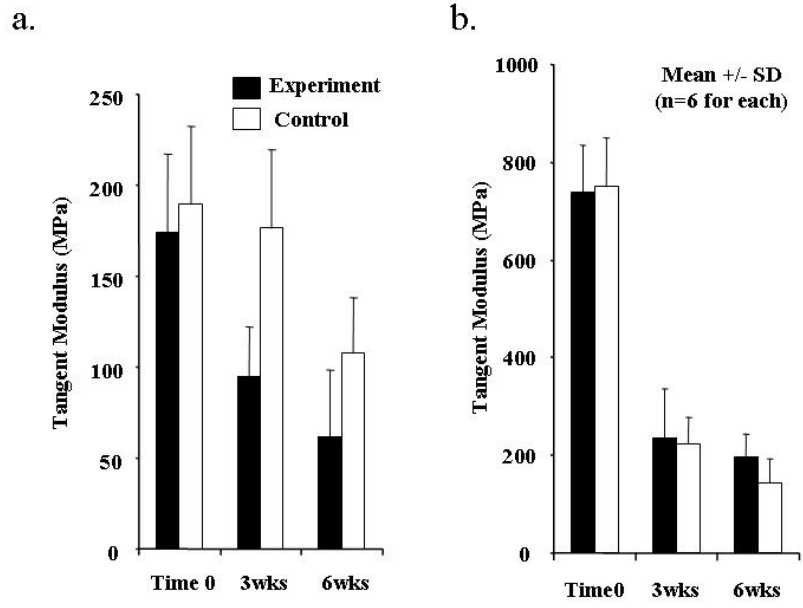 a.
Experiment
Control
Tangent Modulus (MPa)
250
200
150
100
50
0
Time 0 3wks 6wks
b.
Mean +/- SD
(n=6 for each)
Tangent Modulus (MPa)
1000
800
600
400
200
0
Time0 3wks 6wks